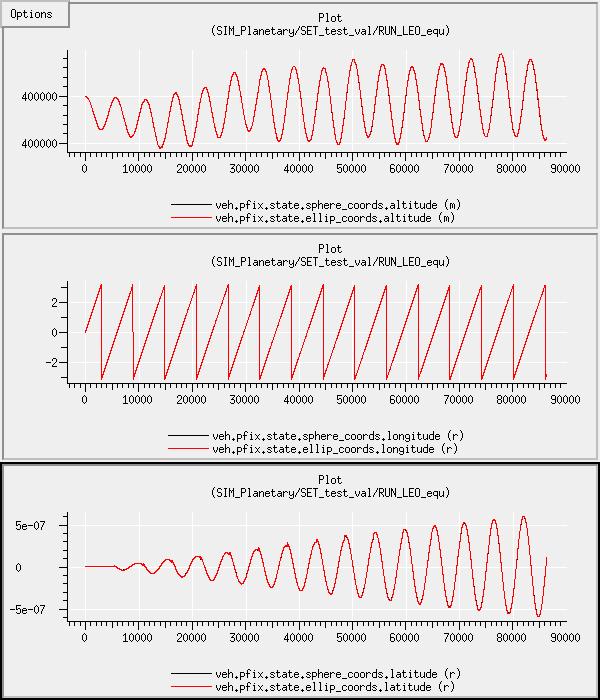 Options
Plot
(SIM_Planetary/SET_test_val/RUN_LEO_equ)
400000
400000
0 10000 20000 30000 40000 50000 60000 70000 80000 90000
veh.pfix.state.sphere_coords.altitude (m)
veh.pfix.state.ellip_coords.altitude (m)
Plot
(SIM_Planetary/SET_test_val/RUN_LEO_equ)
2
0
-2
0 10000 20000 30000 40000 50000 60000 70000 80000 90000
veh.pfix.state.sphere_coords.longitude (r)
veh.pfix.state.ellip_coords.longitude (r)
Plot
(SIM_Planetary/SET_test_val/RUN_LEO_equ)
5e-07
0
-5e-07
0 10000 20000 30000 40000 50000 60000 70000 80000 90000
veh.pfix.state.sphere_coords.latitude (r)
veh.pfix.state.ellip_coords.latitude (r)